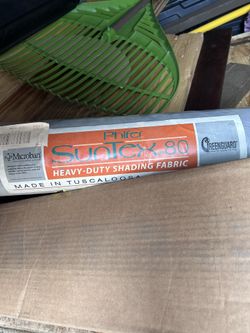 Phifer
SunTex 80
HEAVY-DUTY SHADING FABRIC
MADE IN TUSCALOOSA
Microban
GREENGUARD